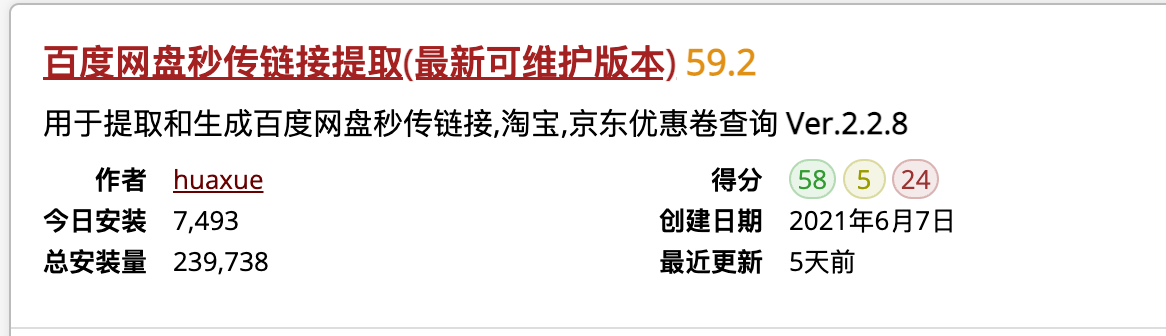 百度网盘秒传链接提取(最新可维护版本) 59.2
用于提取和生成百度网盘秒传链接,淘宝,京东优惠卷查询 Ver.2.2.8
作者 huaxue 得分 58 5 24
今日安装 7,493 创建日期 2021年6月7日
总安装量 239,738 最近更新 5天前